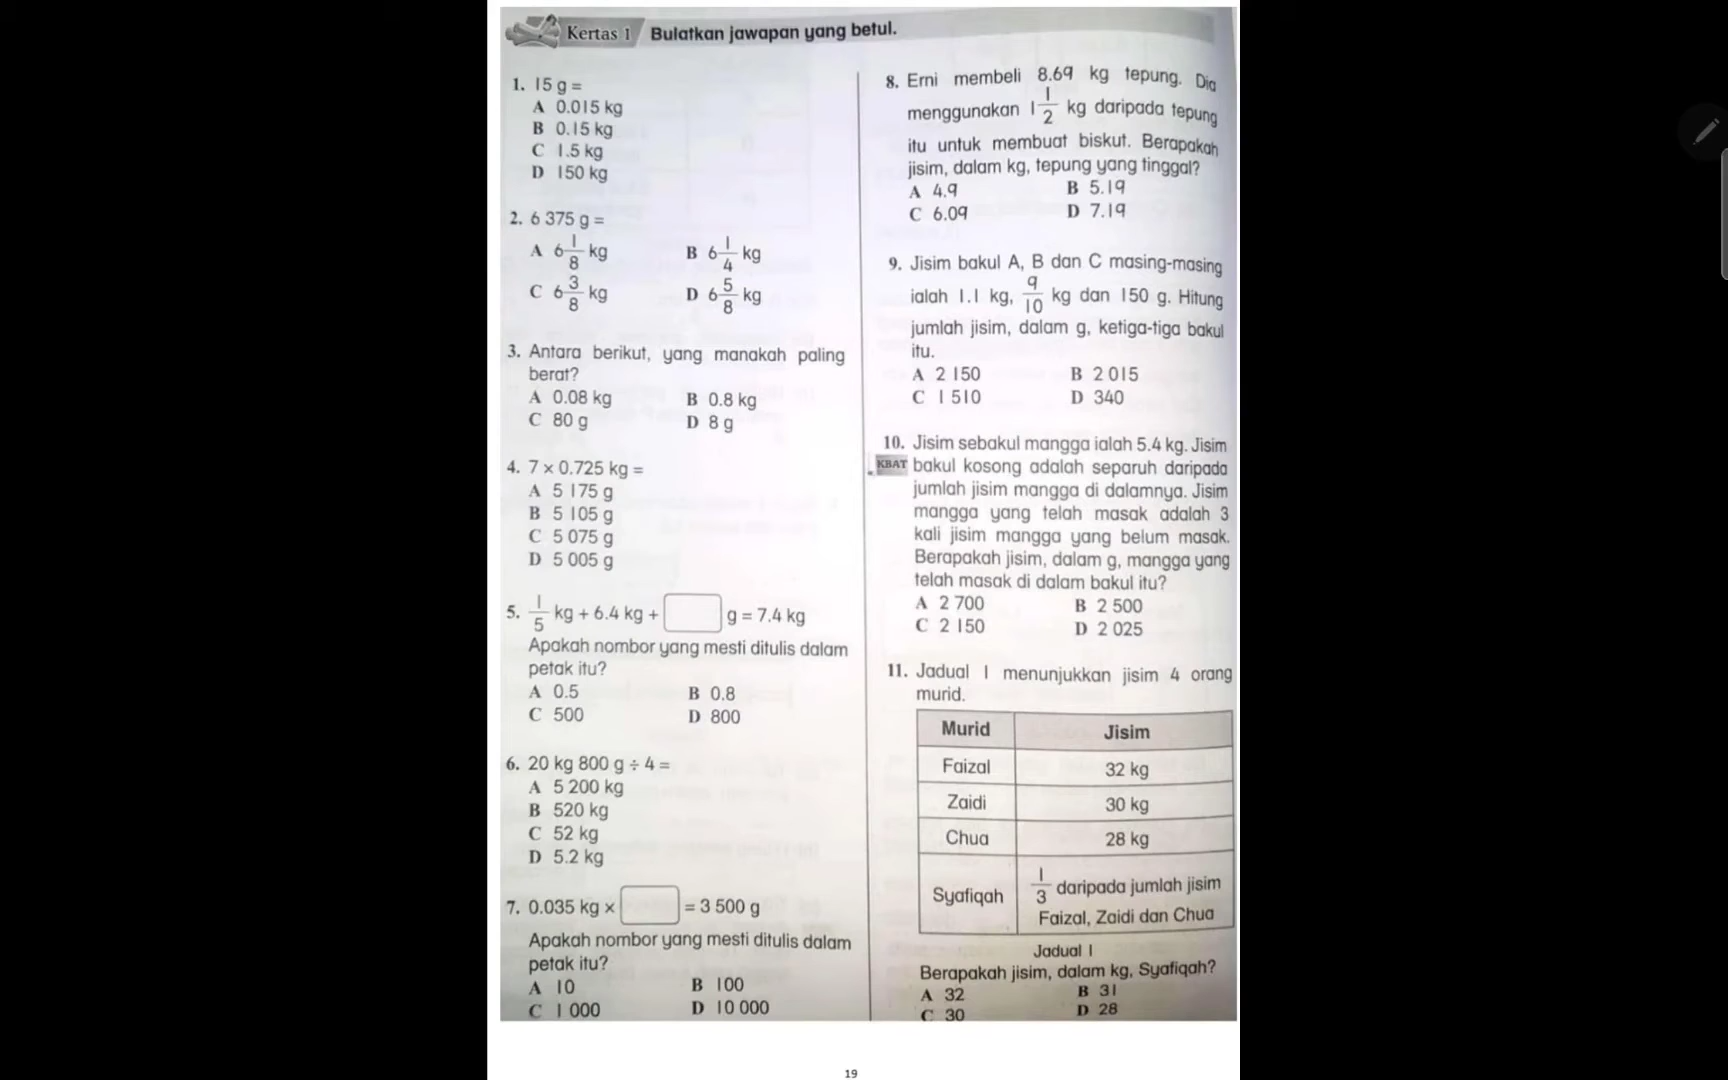 Kertas 1 Bulatkan jawapan yang betul.
1. 15 g =
A 0.015 kg
B 0.15 kg
C 1.5 kg
D 150 kg
2. 6 375 g =
A 6 1/8 kg B 6 1/4 kg
C 6 3/8 kg D 6 5/8 kg
3. Antara berikut, yang manakah paling
berat?
A 0.08 kg B 0.8 kg
C 80 g D 8 g
4. 7 × 0.725 kg =
A 5 175 g
B 5 105 g
C 5 075 g
D 5 005 g
5. 1/5 kg + 6.4 kg + g = 7.4 kg
Apakah nombor yang mesti ditulis dalam
petak itu?
A 0.5 B 0.8
C 500 D 800
6. 20 kg 800 g ÷ 4 =
A 5 200 kg
B 520 kg
C 52 kg
D 5.2 kg
7. 0.035 kg × = 3 500 g
Apakah nombor yang mesti ditulis dalam
petak itu?
A 10 B 100
C 1 000 D 10 000
8. Erni membeli 8.69 kg tepung. Dia
menggunakan 1 1/2 kg daripada tepung
itu untuk membuat biskut. Berapakah
jisim, dalam kg, tepung yang tinggal?
A 4.9 B 5.19
C 6.09 D 7.19
9. Jisim bakul A, B dan C masing-masing
ialah 1.1 kg, 9/10 kg dan 150 g. Hitung
jumlah jisim, dalam g, ketiga-tiga bakul
itu.
A 2 150 B 2 015
C 1 510 D 340
10. Jisim sebakul mangga ialah 5.4 kg. Jisim
KBAT bakul kosong adalah separuh daripada
jumlah jisim mangga di dalamnya. Jisim
mangga yang telah masak adalah 3
kali jisim mangga yang belum masak.
Berapakah jisim, dalam g, mangga yang
telah masak di dalam bakul itu?
A 2 700 B 2 500
C 2 150 D 2 025
11. Jadual 1 menunjukkan jisim 4 orang
murid.
Murid Jisim
Faizal 32 kg
Zaidi 30 kg
Chua 28 kg
Syafiqah 1/3 daripada jumlah jisim
Faizal, Zaidi dan Chua
Jadual 1
Berapakah jisim, dalam kg, Syafiqah?
A 32 B 31
C 30 D 28
19